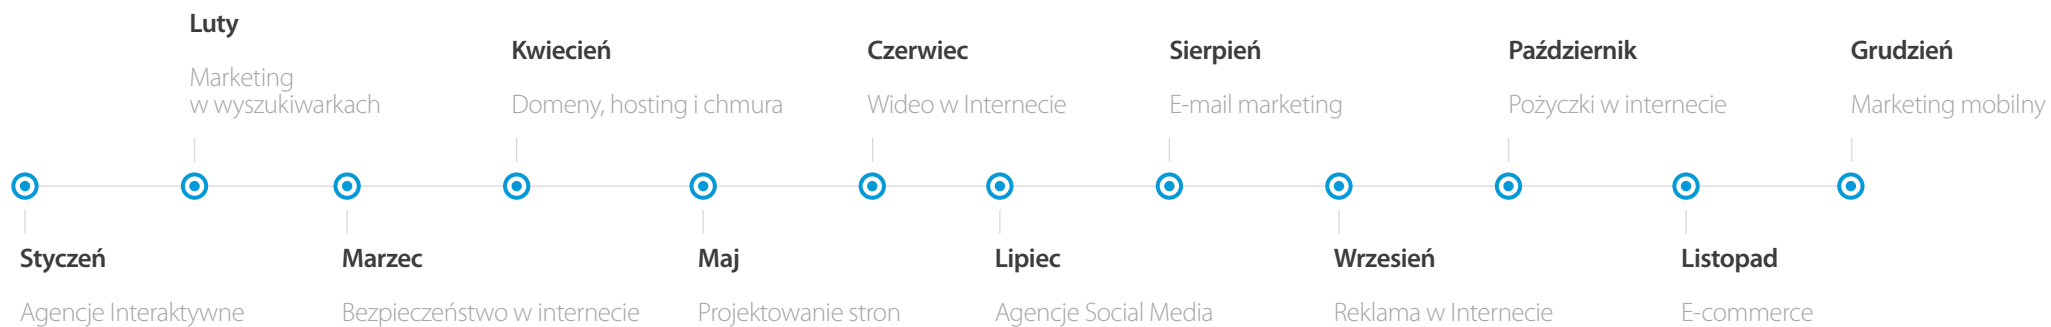 Luty
Marketing
w wyszukiwarkach
Kwiecień
Domeny, hosting i chmura
Czerwiec
Wideo w Internecie
Sierpień
E-mail marketing
Październik
Pożyczki w internecie
Grudzień
Marketing mobilny
Styczeń
Agencje Interaktywne
Marzec
Bezpieczeństwo w internecie
Maj
Projektowanie stron
Lipiec
Agencje Social Media
Wrzesień
Reklama w Internecie
Listopad
E-commerce